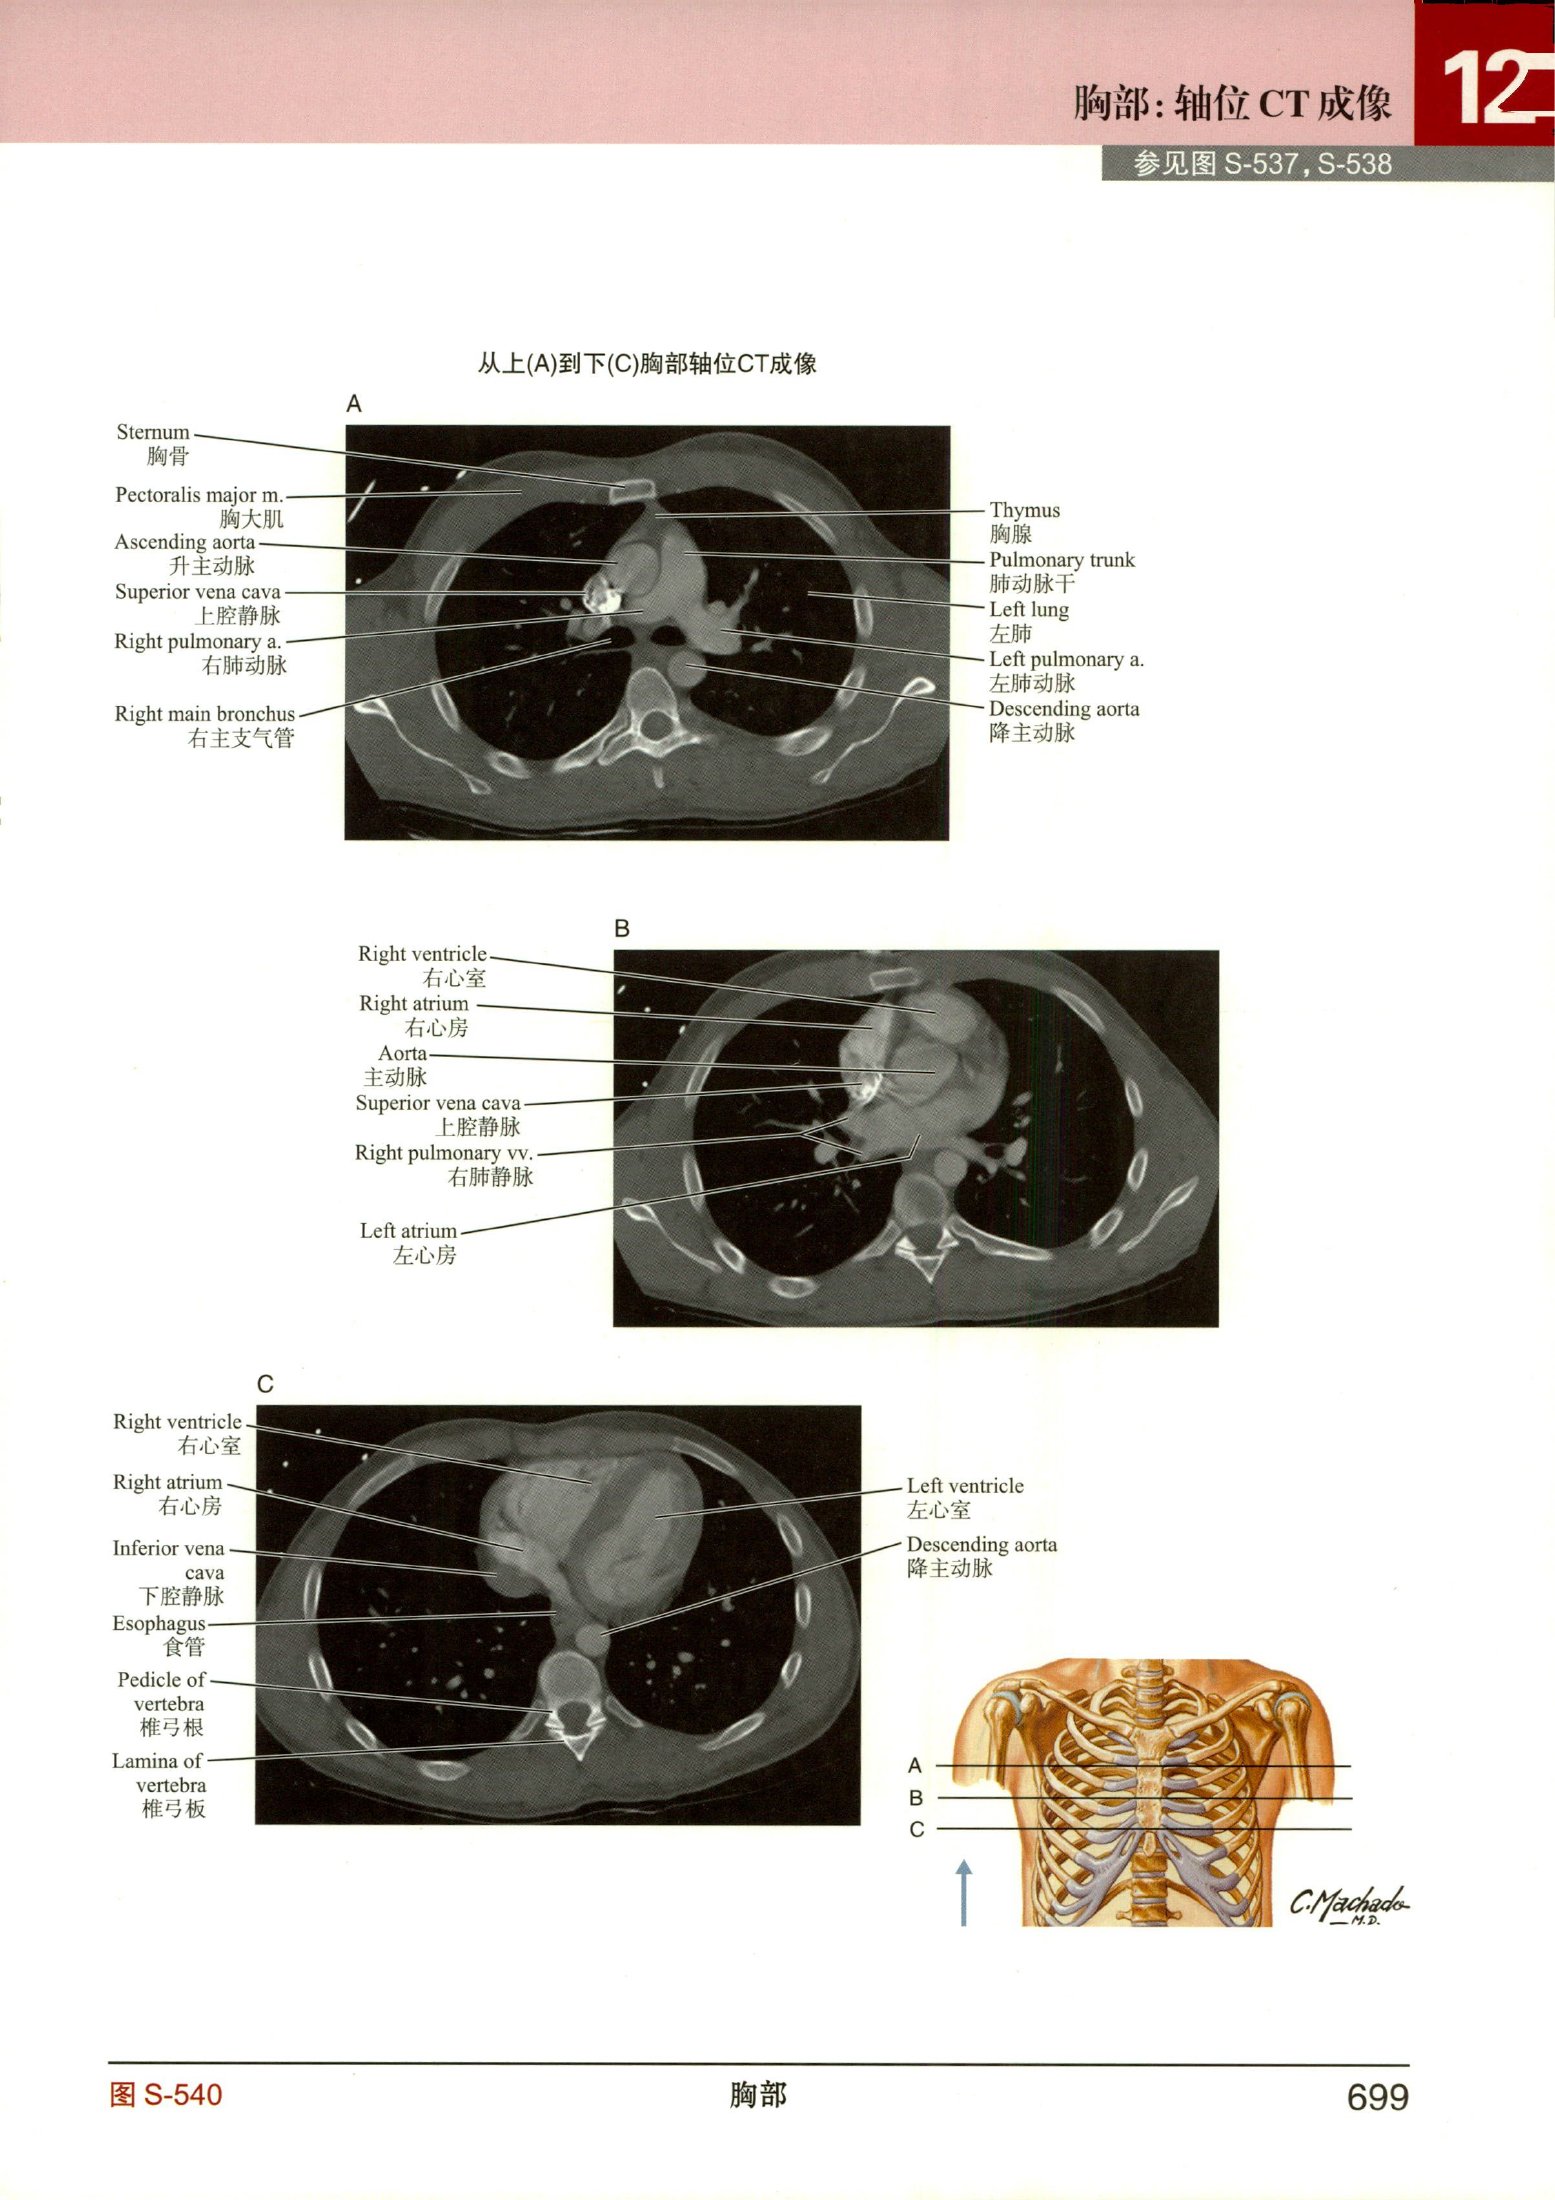 胸部：轴位 CT 成像
12
参见图 S-537，S-538
从上(A)到下(C)胸部轴位CT成像
A
Sternum
胸骨
Pectoralis major m.
胸大肌
Ascending aorta
升主动脉
Superior vena cava
上腔静脉
Right pulmonary a.
右肺动脉
Right main bronchus
右主支气管
Thymus
胸腺
Pulmonary trunk
肺动脉干
Left lung
左肺
Left pulmonary a.
左肺动脉
Descending aorta
降主动脉
B
Right ventricle
右心室
Right atrium
右心房
Aorta
主动脉
Superior vena cava
上腔静脉
Right pulmonary vv.
右肺静脉
Left atrium
左心房
C
Right ventricle
右心室
Right atrium
右心房
Inferior vena
cava
下腔静脉
Esophagus
食管
Pedicle of
vertebra
椎弓根
Lamina of
vertebra
椎弓板
Left ventricle
左心室
Descending aorta
降主动脉
A
B
C
C.Machado
M.D.
图 S-540
胸部
699